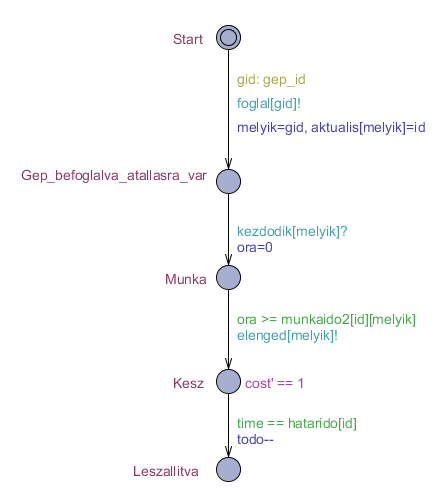 Start
gid: gep_id
foglal[gid]!
melyik=gid, aktualis[melyik]=id
Gep_befoglalva_atallasra_var
kezdodik[melyik]?
ora=0
Munka
ora >= munkaido2[id][melyik]
elenged[melyik]!
Kesz
cost' == 1
time == hatarido[id]
todo--
Leszallitva